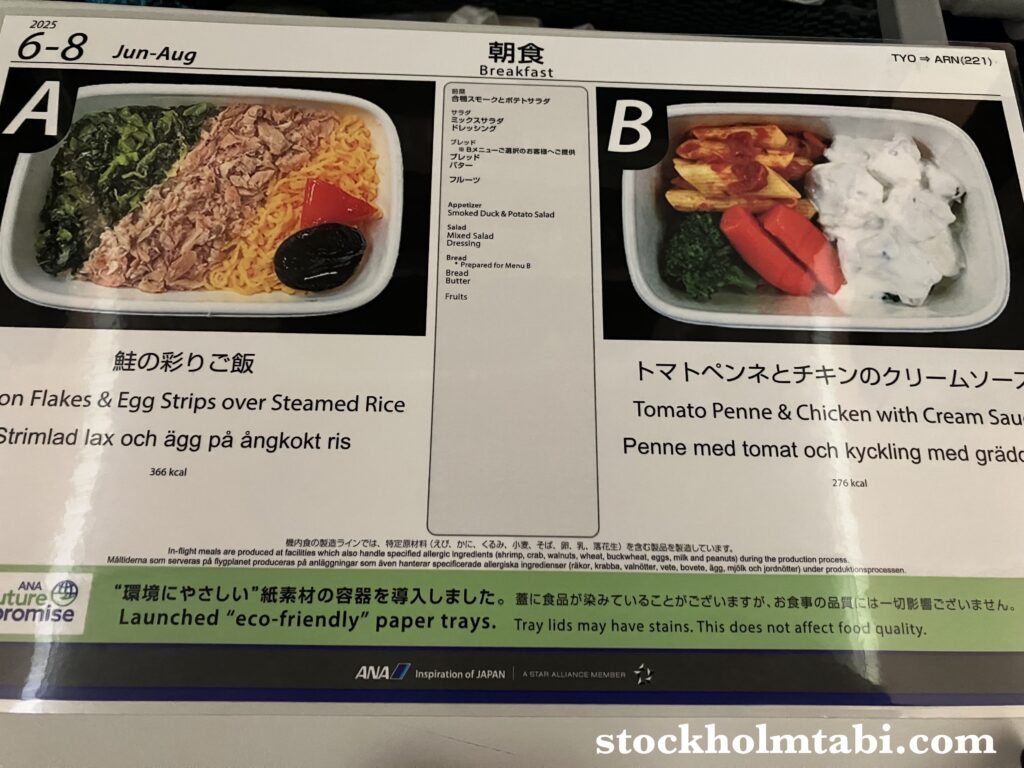 2025
6-8 Jun-Aug
朝食
Breakfast
TYO ⇒ ARN(221)
A
B
前菜
合鴨スモークとポテトサラダ
サラダ
ミックスサラダ
ドレッシング
ブレッド
※Bメニューご選択のお客様へご提供
ブレッド
バター
フルーツ
Appetizer
Smoked Duck & Potato Salad
Salad
Mixed Salad
Dressing
Bread
* Prepared for Menu B
Bread
Butter
Fruits
鮭の彩りご飯
on Flakes & Egg Strips over Steamed Rice
Strimlad lax och ägg på ångkokt ris
366 kcal
トマトペンネとチキンのクリームソース
Tomato Penne & Chicken with Cream Sau
Penne med tomat och kyckling med grädd
276 kcal
機内食の製造ラインでは、特定原材料(えび、かに、くるみ、小麦、そば、卵、乳、落花生)を含む製品を製造しています。
In-flight meals are produced at facilities which also handle specified allergic ingredients (shrimp, crab, walnuts, wheat, buckwheat, eggs, milk and peanuts) during the production process.
Måltiderna som serveras på flygplanet produceras på anläggningar som även hanterar specificerade allergiska ingredienser (räkor, krabba, valnötter, vete, bovete, ägg, mjölk och jordnötter) under produktionsprocessen.
ANA
uture
promise
“環境にやさしい”紙素材の容器を導入しました。 蓋に食品が染みていることがございますが、お食事の品質には一切影響ございません。
Launched “eco-friendly” paper trays. Tray lids may have stains. This does not affect food quality.
ANA Inspiration of JAPAN | A STAR ALLIANCE MEMBER
stockholmtabi.com